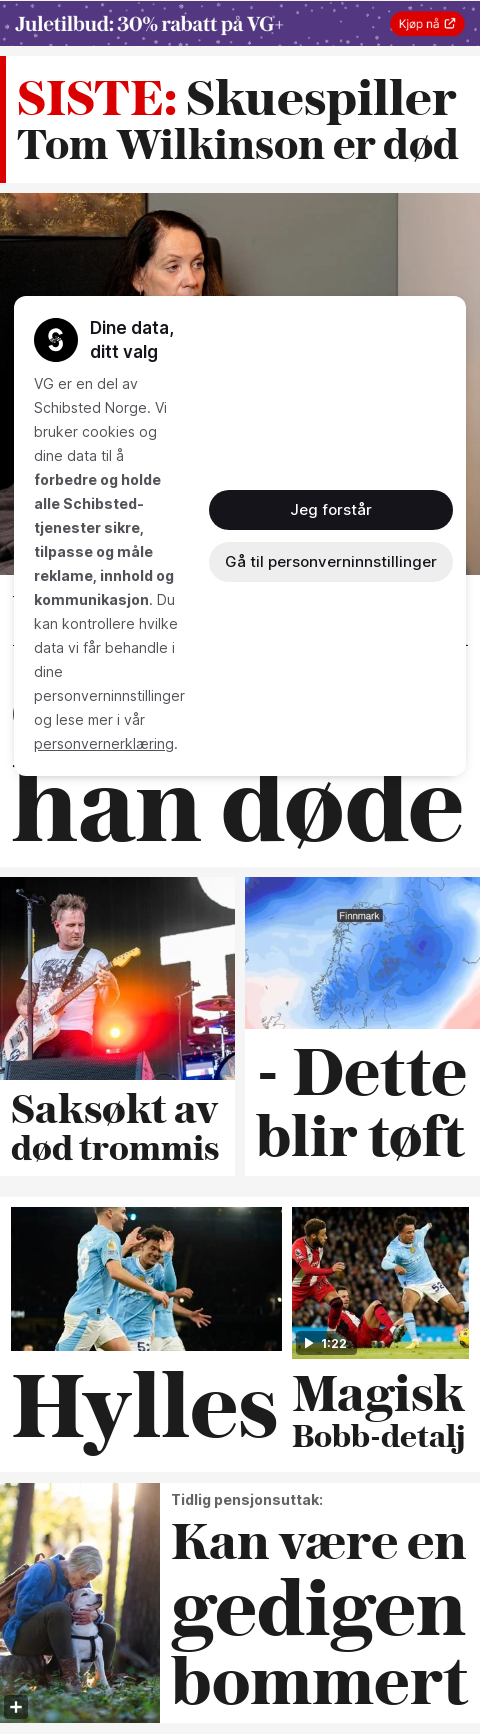 Juletilbud: 30% rabatt på VG+
Kjøp nå
SISTE: Skuespiller
Tom Wilkinson er død
Dine data,
ditt valg
VG er en del av
Schibsted Norge. Vi
bruker cookies og
dine data til å
forbedre og holde
alle Schibsted-
tjenester sikre,
tilpasse og måle
reklame, innhold og
kommunikasjon. Du
kan kontrollere hvilke
data vi får behandle i
dine
personverninnstillinger
og lese mer i vår
personvernerklæring.
Jeg forstår
Gå til personverninnstillinger
han døde
Finnmark
Saksøkt av
død trommis
- Dette
blir tøft
1:22
Hylles
Magisk
Bobb-detalj
Tidlig pensjonsuttak:
Kan være en
gedigen
bommert